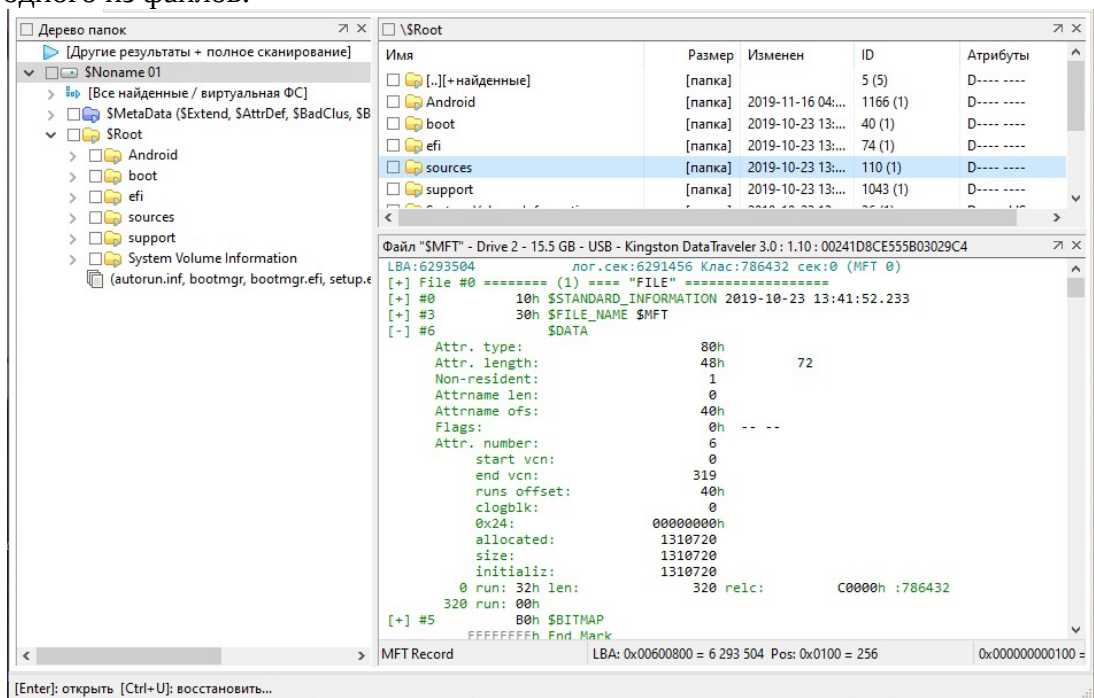 одного из файлов.
Дерево папок
[Другие результаты + полное сканирование]
$Noname 01
[Все найденные / виртуальная ФС]
$MetaData ($Extend, $AttrDef, $BadClus, $B
$Root
Android
boot
efi
sources
support
System Volume Information
(autorun.inf, bootmgr, bootmgr.efi, setup.e
\$Root
Имя Размер Изменен ID Атрибуты
[..][+найденные] [папка] 5 (5) D---- ----
Android [папка] 2019-11-16 04:... 1166 (1) D---- ----
boot [папка] 2019-10-23 13:... 40 (1) D---- ----
efi [папка] 2019-10-23 13:... 74 (1) D---- ----
sources [папка] 2019-10-23 13:... 110 (1) D---- ----
support [папка] 2019-10-23 13:... 1043 (1) D---- ----
Файл "$MFT" - Drive 2 - 15.5 GB - USB - Kingston DataTraveler 3.0 : 1.10 : 00241D8CE555B03029C4
LBA:6293504 лог.сек:6291456 Клас:786432 сек:0 (MFT 0)
[+] File #0 ======== (1) ==== "FILE" ==================
[+] #0 10h $STANDARD_INFORMATION 2019-10-23 13:41:52.233
[+] #3 30h $FILE_NAME $MFT
[-] #6 $DATA
Attr. type: 80h
Attr. length: 48h 72
Non-resident: 1
Attrname len: 0
Attrname ofs: 40h
Flags: 0h -- --
Attr. number: 6
start vcn: 0
end vcn: 319
runs offset: 40h
clogblk: 0
0x24: 00000000h
allocated: 1310720
size: 1310720
initializ: 1310720
0 run: 32h len: 320 relc: C0000h :786432
320 run: 00h
[+] #5 B0h $BITMAP
FFFFFFFFh End Mark
MFT Record LBA: 0x00600800 = 6 293 504 Pos: 0x0100 = 256 0x000000000100 =
[Enter]: открыть [Ctrl+U]: восстановить...